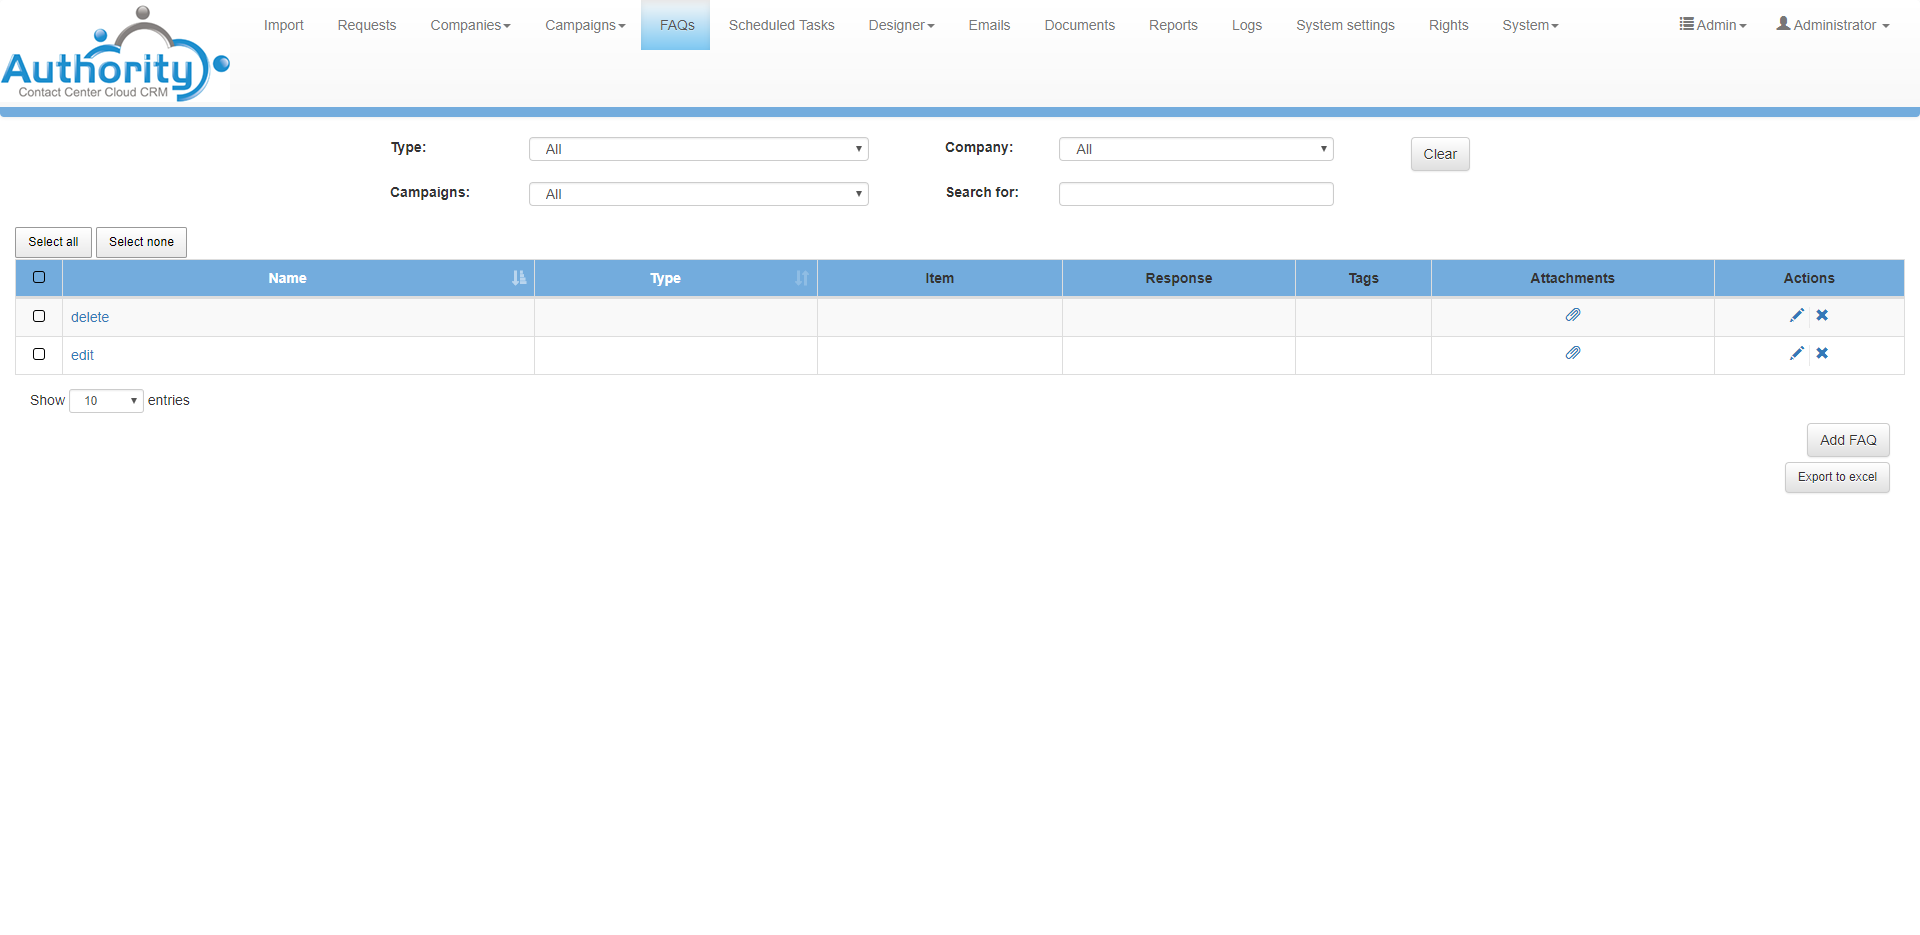 Authority
Contact Center Cloud CRM
Import Requests Companies Campaigns FAQs Scheduled Tasks Designer Emails Documents Reports Logs System settings Rights System Admin Administrator
Type: All Company: All Clear
Campaigns: All Search for:
Select all Select none
Name Type Item Response Tags Attachments Actions
delete
edit
Show 10 entries
Add FAQ
Export to excel